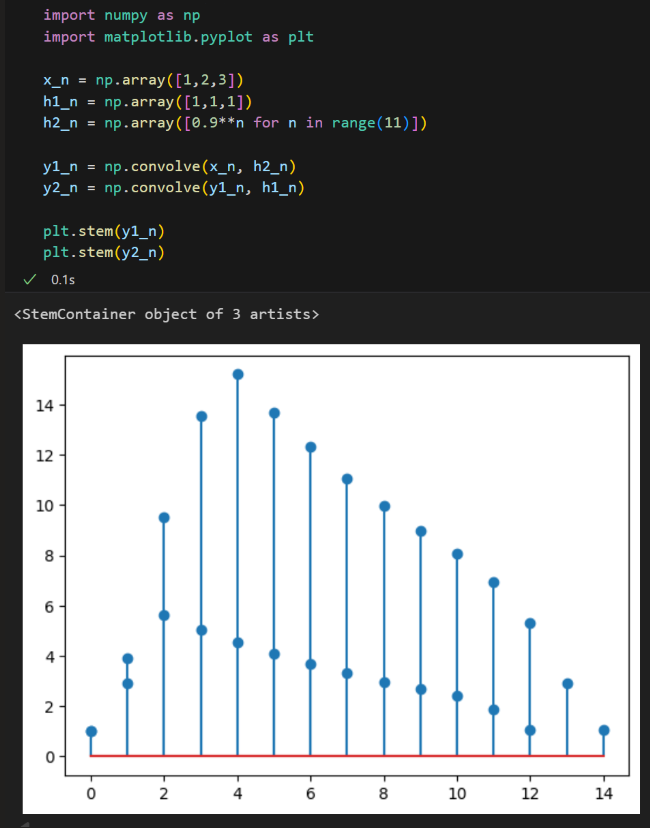 import numpy as np
import matplotlib.pyplot as plt
x_n = np.array([1,2,3])
h1_n = np.array([1,1,1])
h2_n = np.array([0.9**n for n in range(11)])
y1_n = np.convolve(x_n, h2_n)
y2_n = np.convolve(y1_n, h1_n)
plt.stem(y1_n)
plt.stem(y2_n)
✓ 0.1s
<StemContainer object of 3 artists>
14
12
10
8
6
4
2
0
0 2 4 6 8 10 12 14